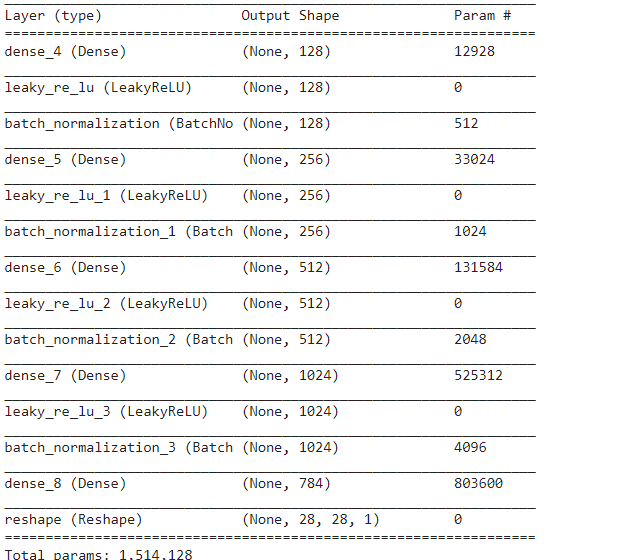 Layer (type) Output Shape Param #
=================================================================
dense_4 (Dense) (None, 128) 12928
leaky_re_lu (LeakyReLU) (None, 128) 0
batch_normalization (BatchNo (None, 128) 512
dense_5 (Dense) (None, 256) 33024
leaky_re_lu_1 (LeakyReLU) (None, 256) 0
batch_normalization_1 (Batch (None, 256) 1024
dense_6 (Dense) (None, 512) 131584
leaky_re_lu_2 (LeakyReLU) (None, 512) 0
batch_normalization_2 (Batch (None, 512) 2048
dense_7 (Dense) (None, 1024) 525312
leaky_re_lu_3 (LeakyReLU) (None, 1024) 0
batch_normalization_3 (Batch (None, 1024) 4096
dense_8 (Dense) (None, 784) 803600
reshape (Reshape) (None, 28, 28, 1) 0
=================================================================
Total params: 1,514,128